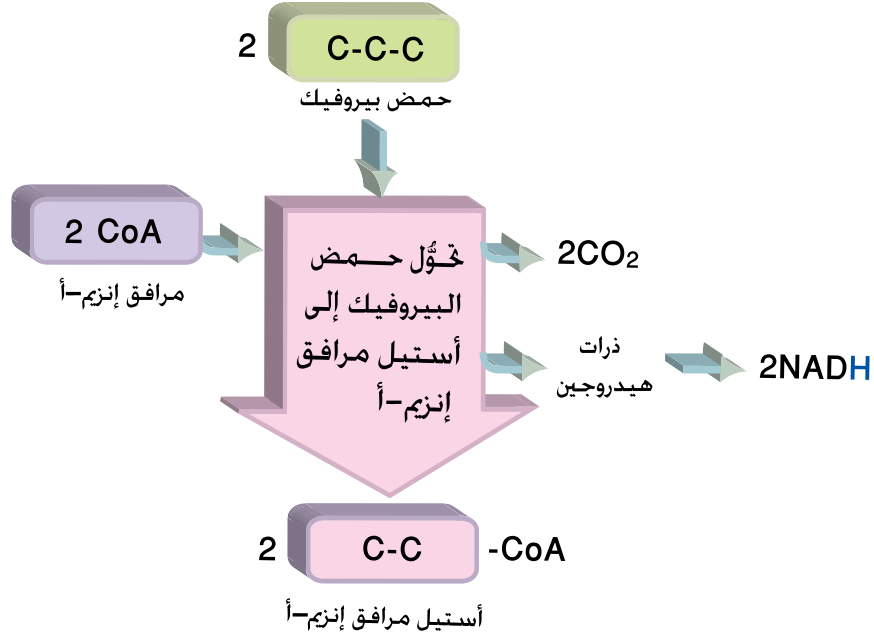 2 C-C-C
حمض بيروفيك
2 CoA
مرافق إنزيم-أ
تحَوُّل حمض
البيروفيك إلى
أستيل مرافق
إنزيم-أ
2CO₂
ذرات
هيدروجين
2NADH
2 C-C -CoA
أستيل مرافق إنزيم-أ